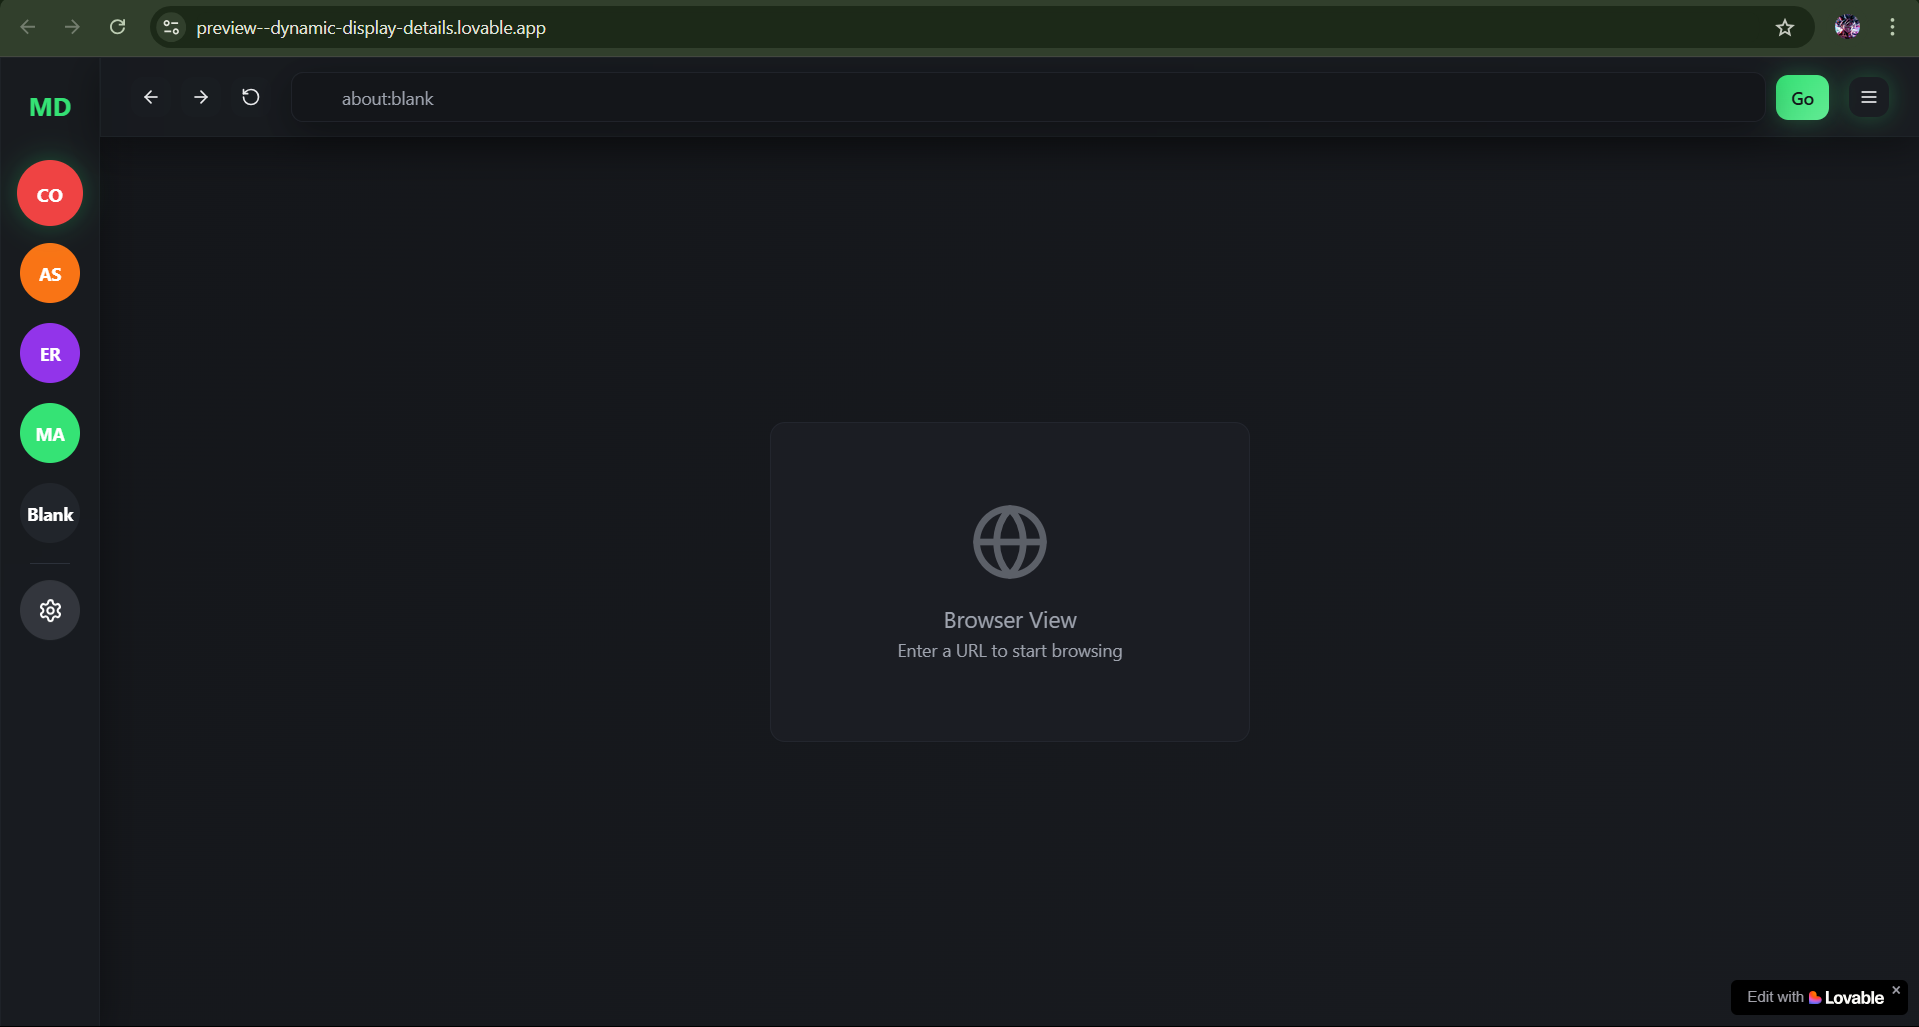 preview--dynamic-display-details.lovable.app
MD
about:blank
Go
CO
AS
ER
MA
Blank
Browser View
Enter a URL to start browsing
Edit with Lovable ×